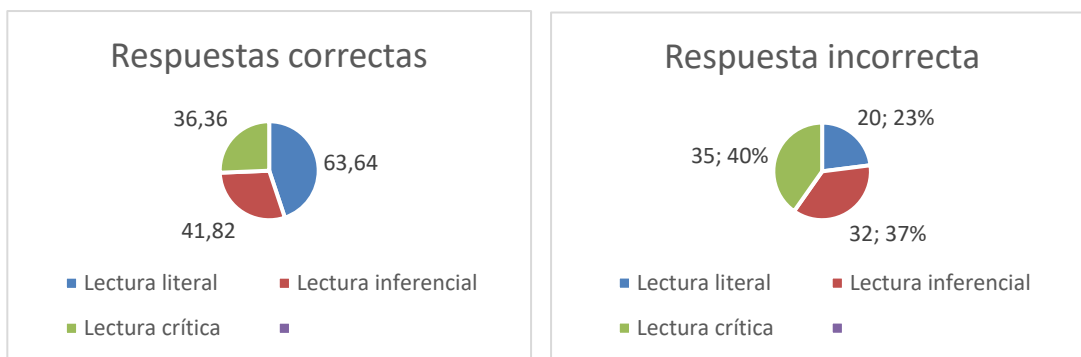 Respuestas correctas
36,36
63,64
41,82
Lectura literal
Lectura inferencial
Lectura crítica
Respuesta incorrecta
20; 23%
35; 40%
32; 37%
Lectura literal
Lectura inferencial
Lectura crítica